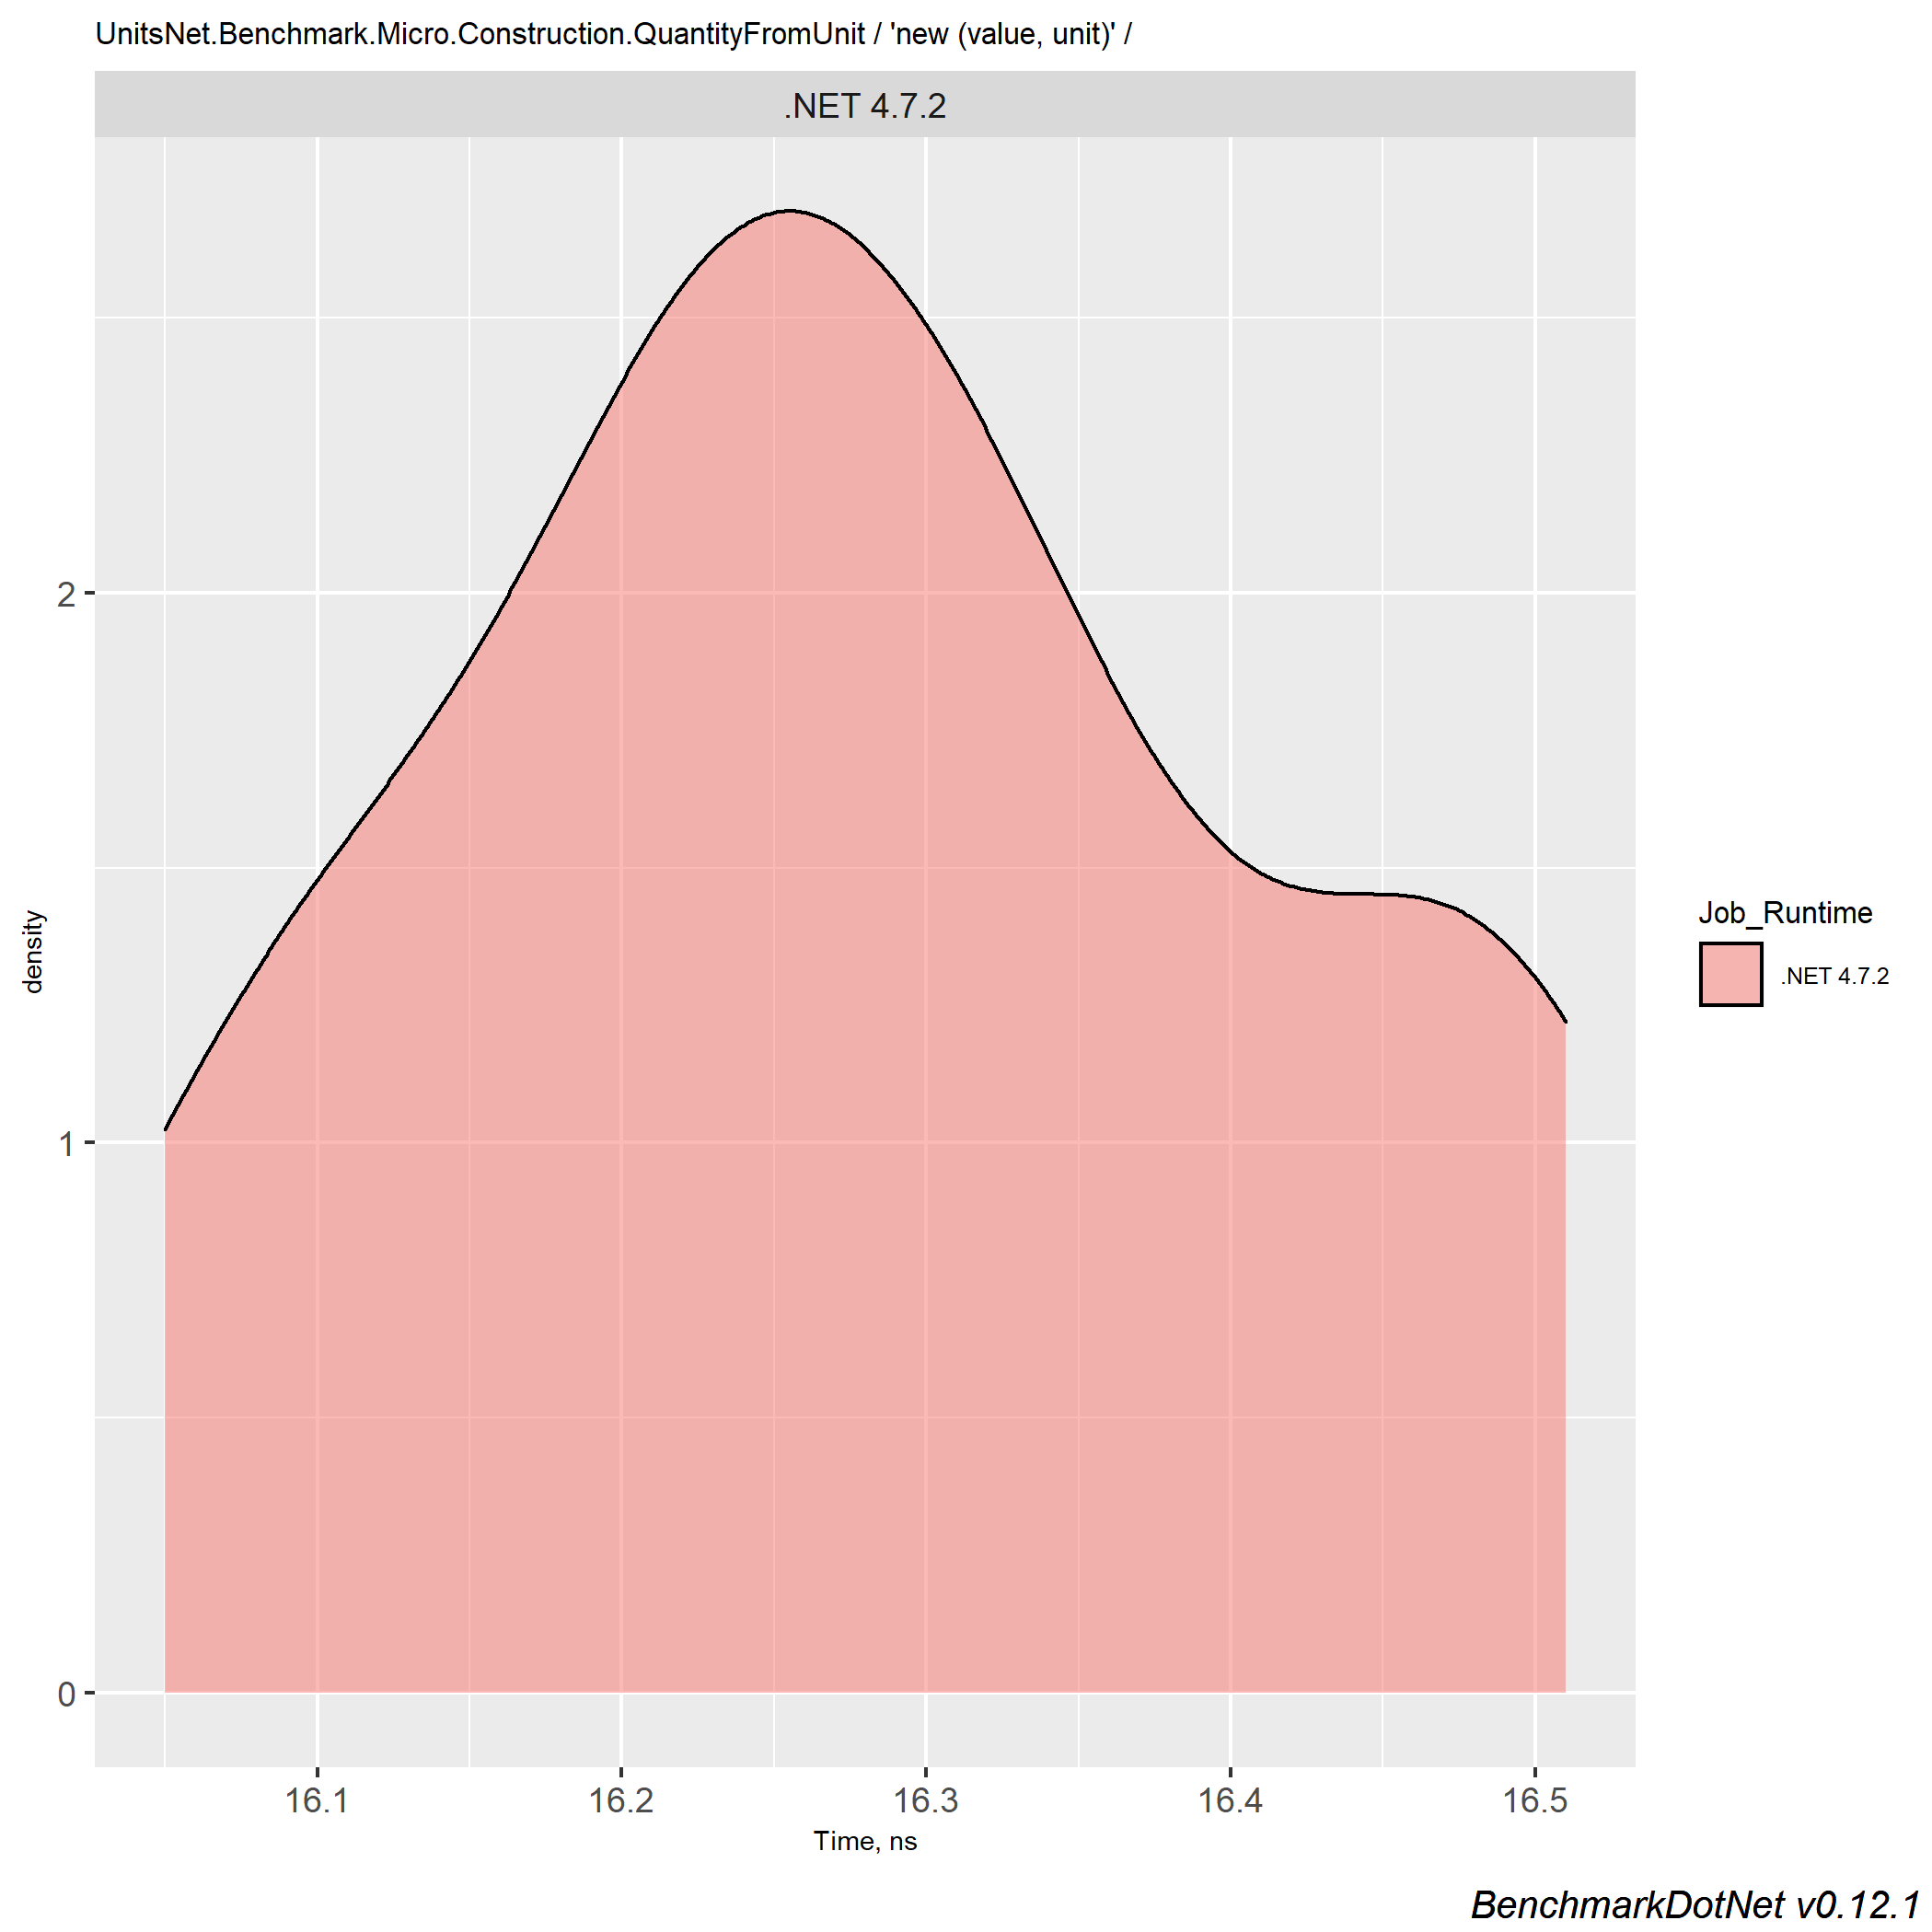 UnitsNet.Benchmark.Micro.Construction.QuantityFromUnit / 'new (value, unit)' /
.NET 4.7.2
density
2
1
0
16.1
16.2
16.3
16.4
16.5
Time, ns
Job_Runtime
.NET 4.7.2
BenchmarkDotNet v0.12.1